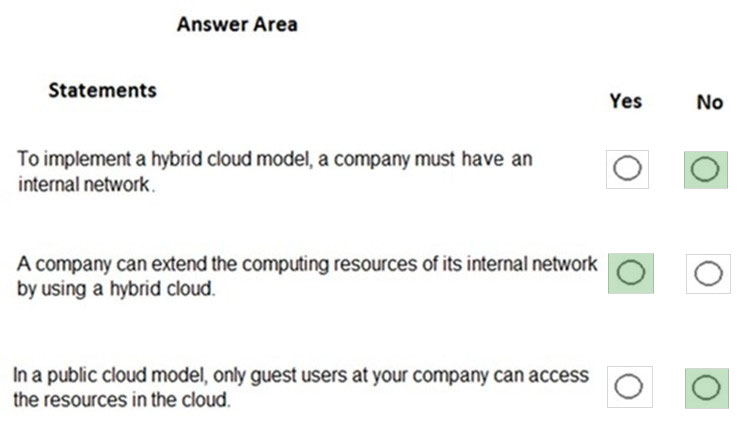 Answer Area
Statements
Yes No
To implement a hybrid cloud model, a company must have an
internal network.
A company can extend the computing resources of its internal network
by using a hybrid cloud.
In a public cloud model, only guest users at your company can access
the resources in the cloud.